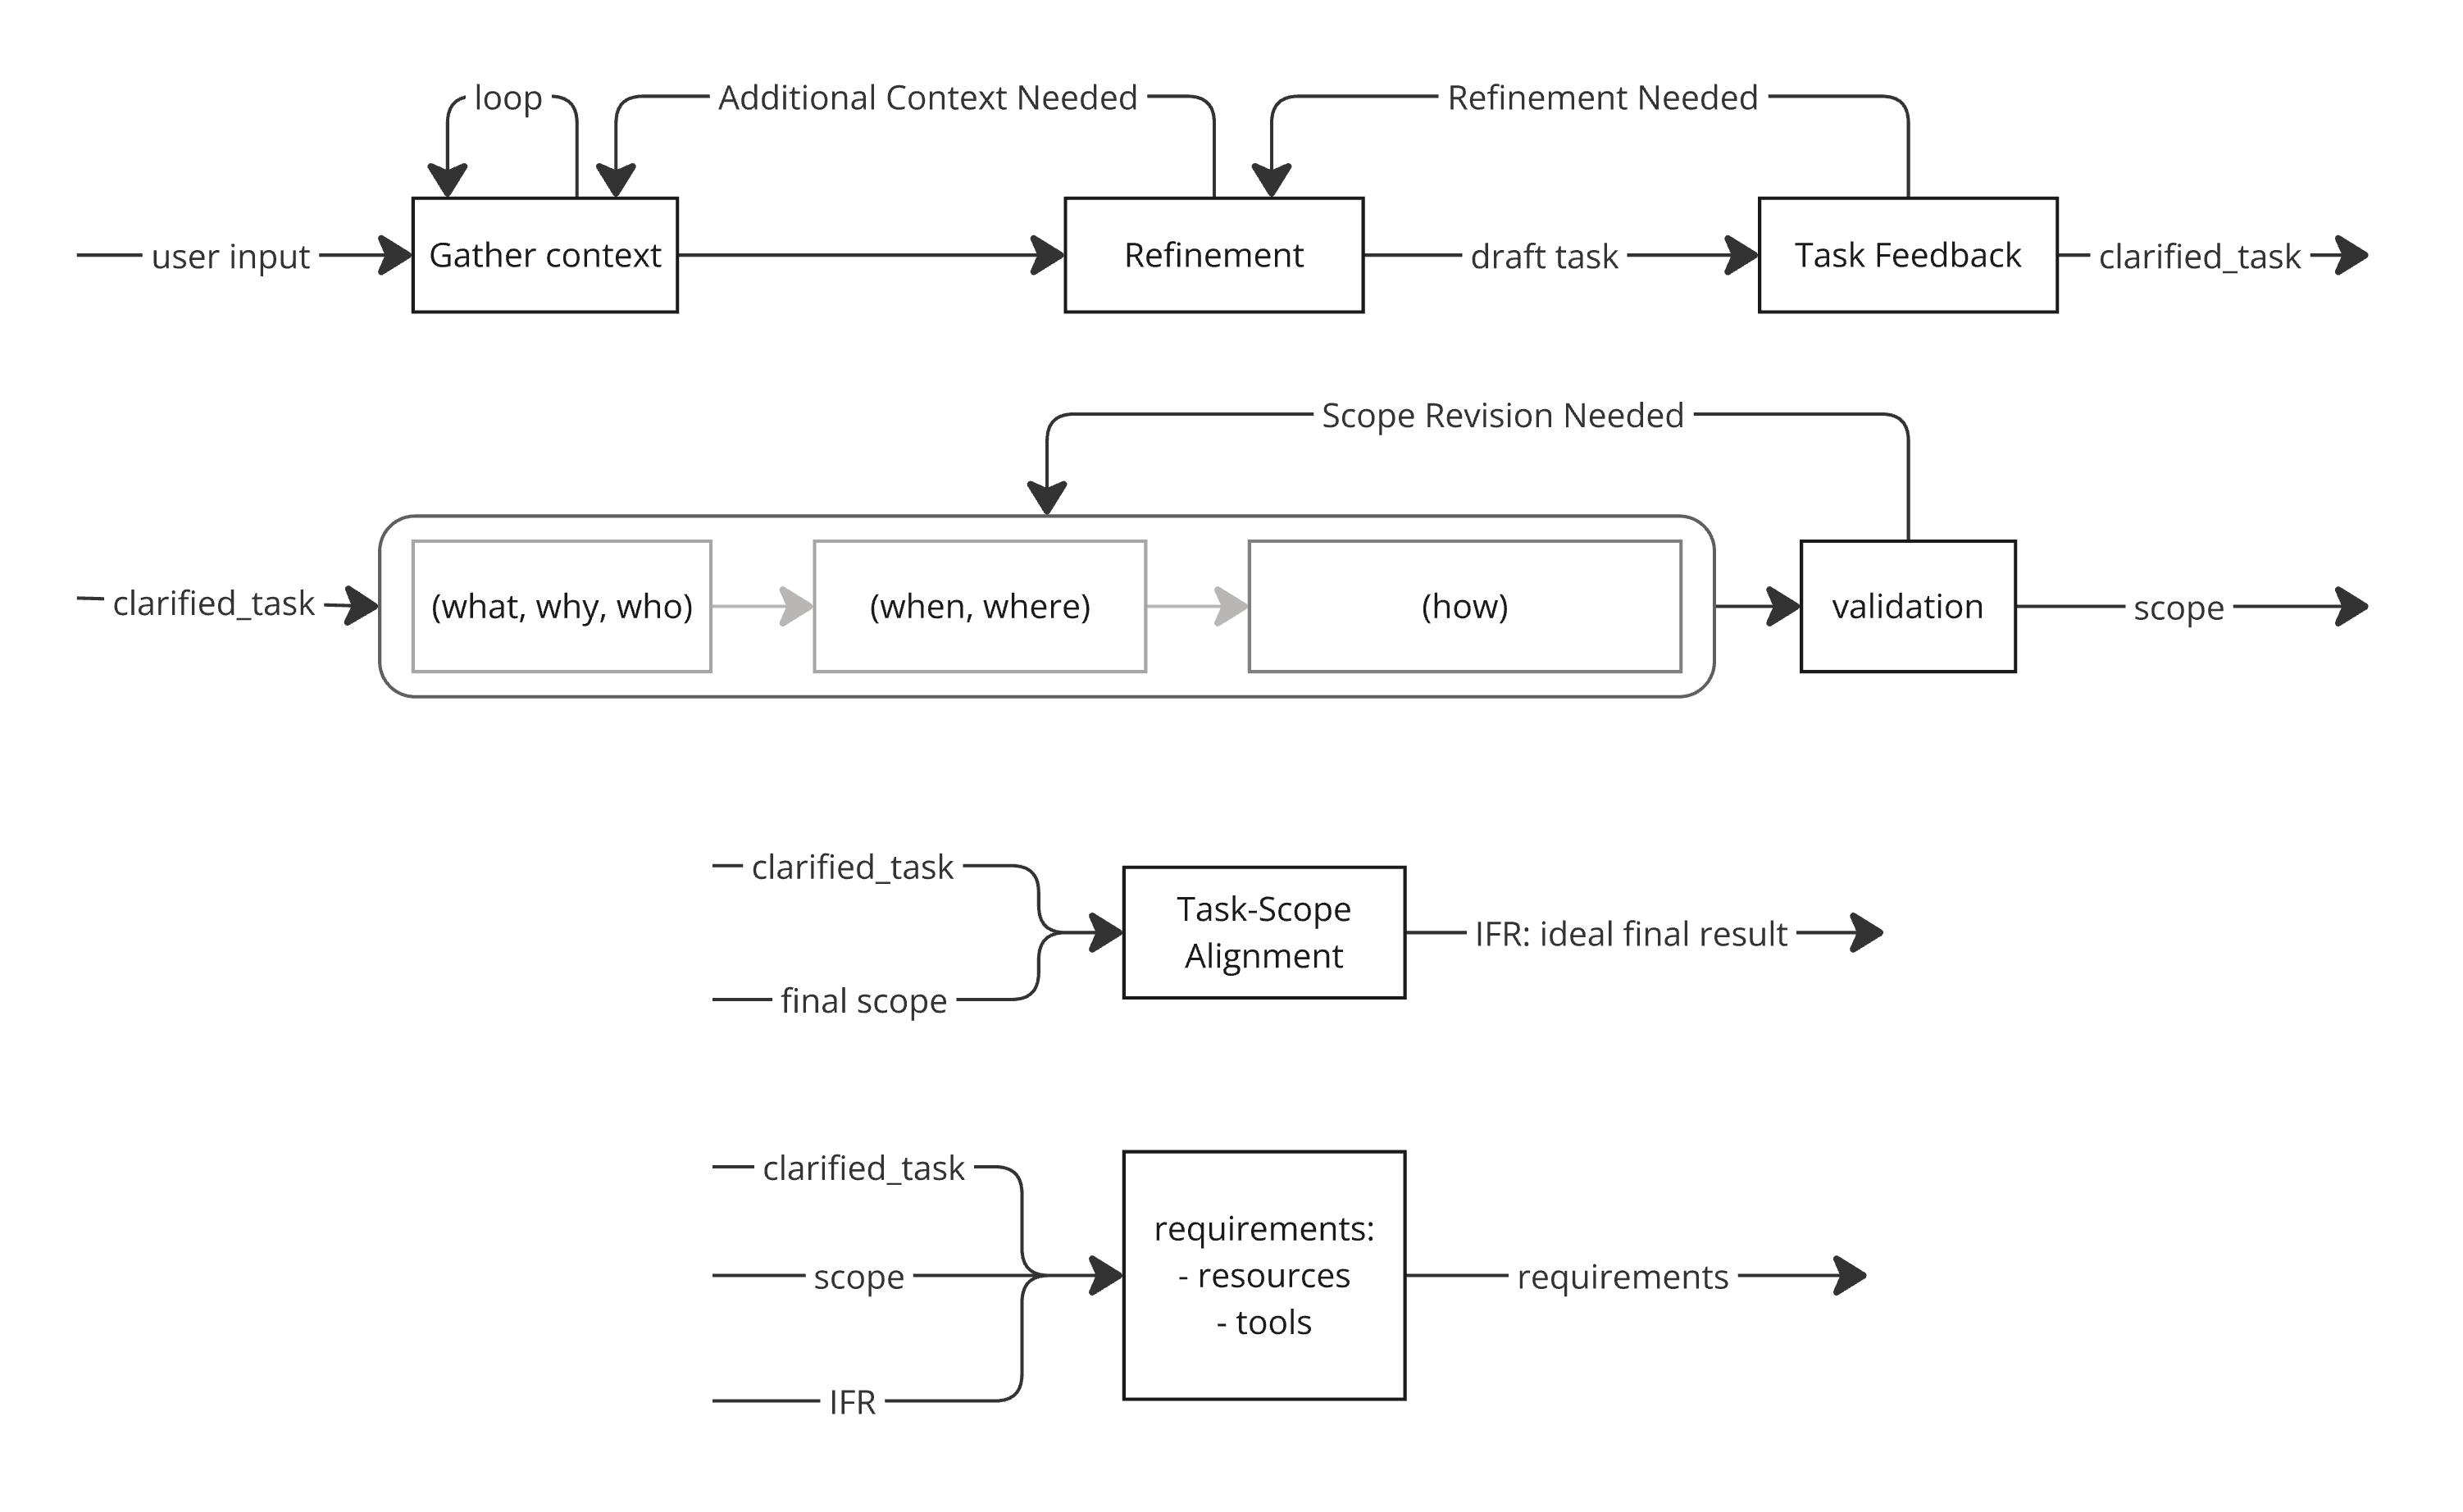 loop
Additional Context Needed
Refinement Needed
user input
Gather context
Refinement
draft task
Task Feedback
clarified_task
Scope Revision Needed
clarified_task
(what, why, who)
(when, where)
(how)
validation
scope
clarified_task
final scope
Task-Scope
Alignment
IFR: ideal final result
clarified_task
scope
IFR
requirements:
- resources
- tools
requirements